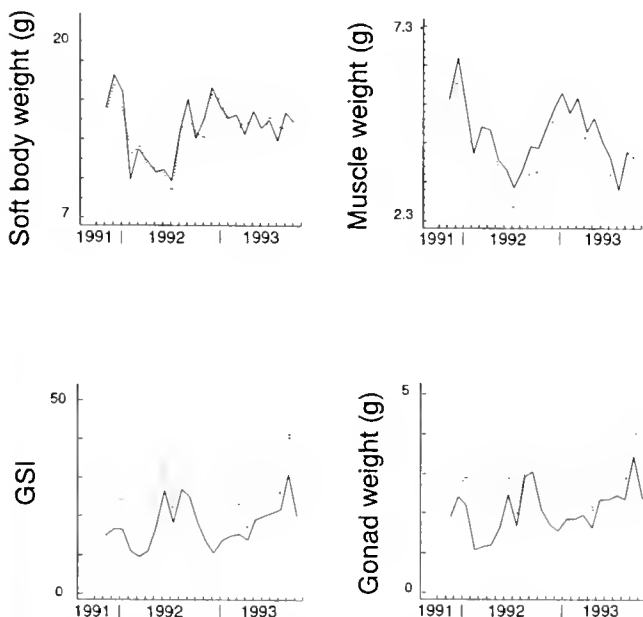 Soft body weight (g)
20
7
1991 | 1992 | 1993
Muscle weight (g)
7.3
2.3
1991 | 1992 | 1993
GSI
50
0
1991 | 1992 | 1993
Gonad weight (g)
5
0
1991 | 1992 | 1993